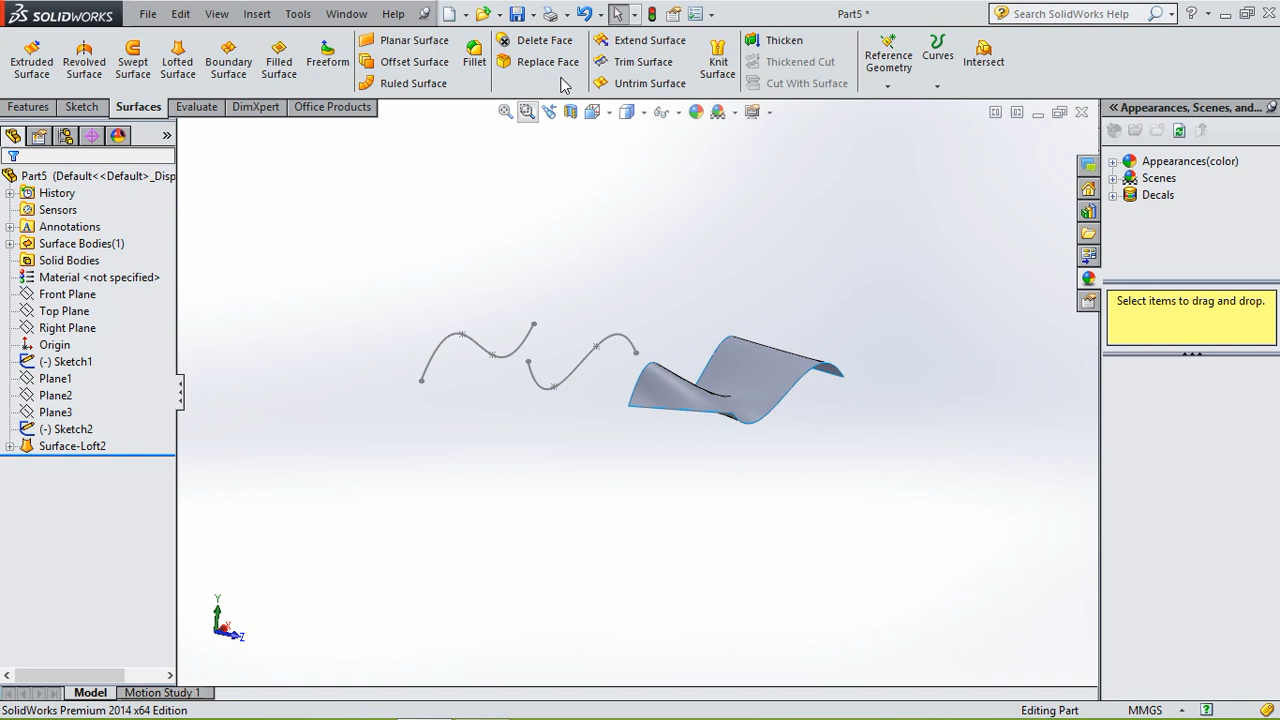 SOLIDWORKS File Edit View Insert Tools Window Help Part5 * Search SolidWorks Help
Extruded Surface
Revolved Surface
Swept Surface
Lofted Surface
Boundary Surface
Filled Surface
Freeform
Planar Surface
Offset Surface
Ruled Surface
Fillet
Delete Face
Replace Face
Extend Surface
Trim Surface
Untrim Surface
Knit Surface
Thicken
Thickened Cut
Cut With Surface
Reference Geometry
Curves
Intersect
Features Sketch Surfaces Evaluate DimXpert Office Products
Part5 (Default<<Default>_Disp
History
Sensors
Annotations
Surface Bodies(1)
Solid Bodies
Material <not specified>
Front Plane
Top Plane
Right Plane
Origin
(-) Sketch1
Plane1
Plane2
Plane3
(-) Sketch2
Surface-Loft2
Y
X
Z
Appearances, Scenes, and...
Appearances(color)
Scenes
Decals
Select items to drag and drop.
Model Motion Study 1
SolidWorks Premium 2014 x64 Edition Editing Part MMGS